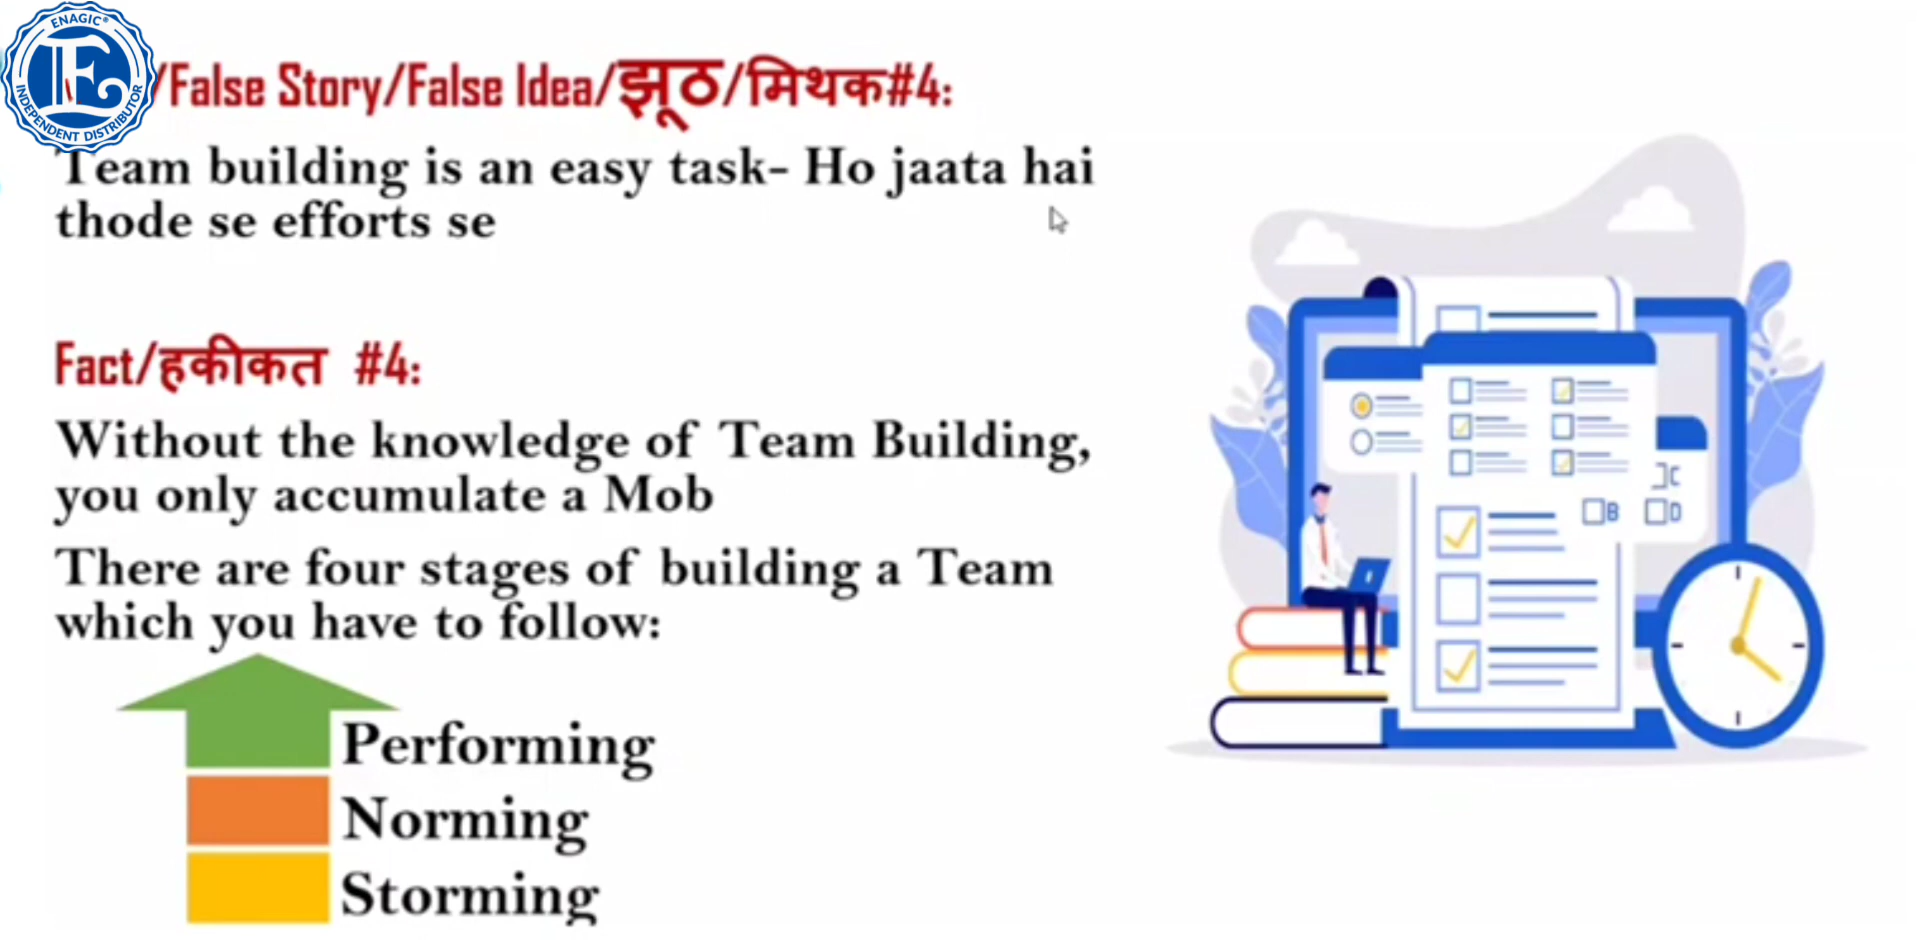 ENAGIC®
E
INDEPENDENT DISTRIBUTOR
/False Story/False Idea/झूठ/मिथक#4:
Team building is an easy task- Ho jaata hai
thode se efforts se
Fact/हकीकत #4:
Without the knowledge of Team Building,
you only accumulate a Mob
There are four stages of building a Team
which you have to follow:
Performing
Norming
Storming
C
B D